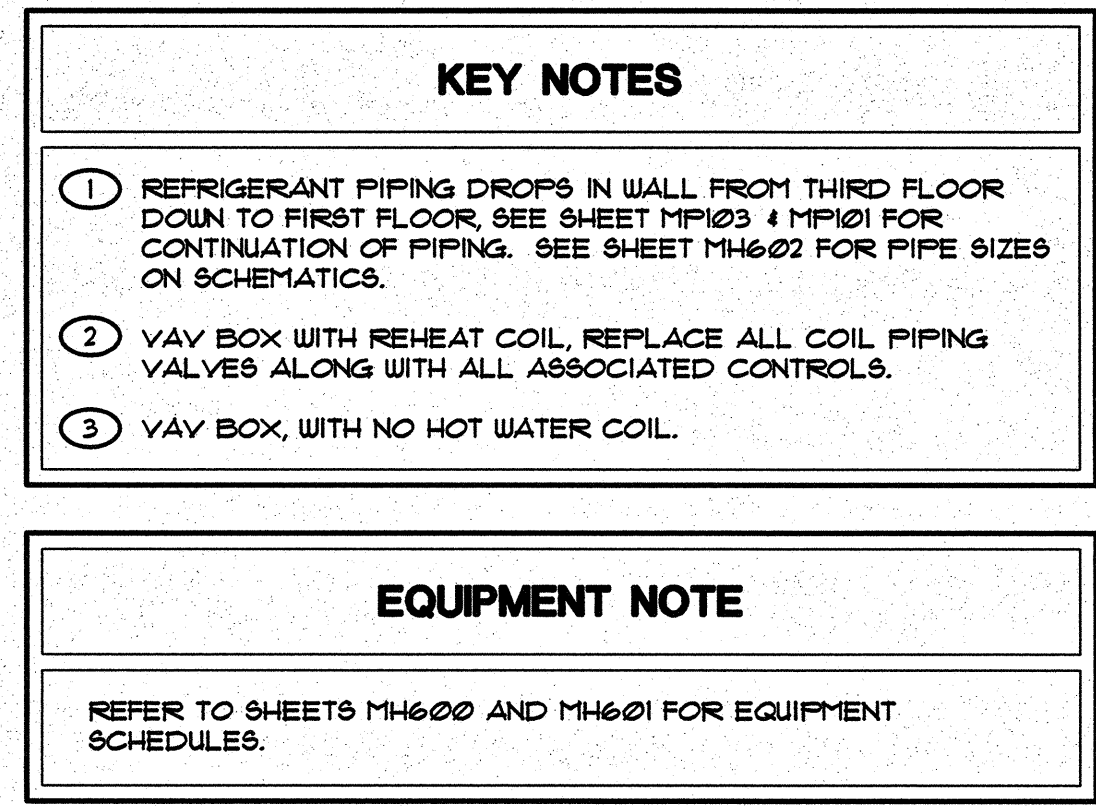 KEY NOTES
1 REFRIGERANT PIPING DROPS IN WALL FROM THIRD FLOOR
DOWN TO FIRST FLOOR, SEE SHEET MP103 & MP101 FOR
CONTINUATION OF PIPING. SEE SHEET MH602 FOR PIPE SIZES
ON SCHEMATICS.
2 VAV BOX WITH REHEAT COIL, REPLACE ALL COIL PIPING
VALVES ALONG WITH ALL ASSOCIATED CONTROLS.
3 VAV BOX, WITH NO HOT WATER COIL.
EQUIPMENT NOTE
REFER TO SHEETS MH600 AND MH601 FOR EQUIPMENT
SCHEDULES.